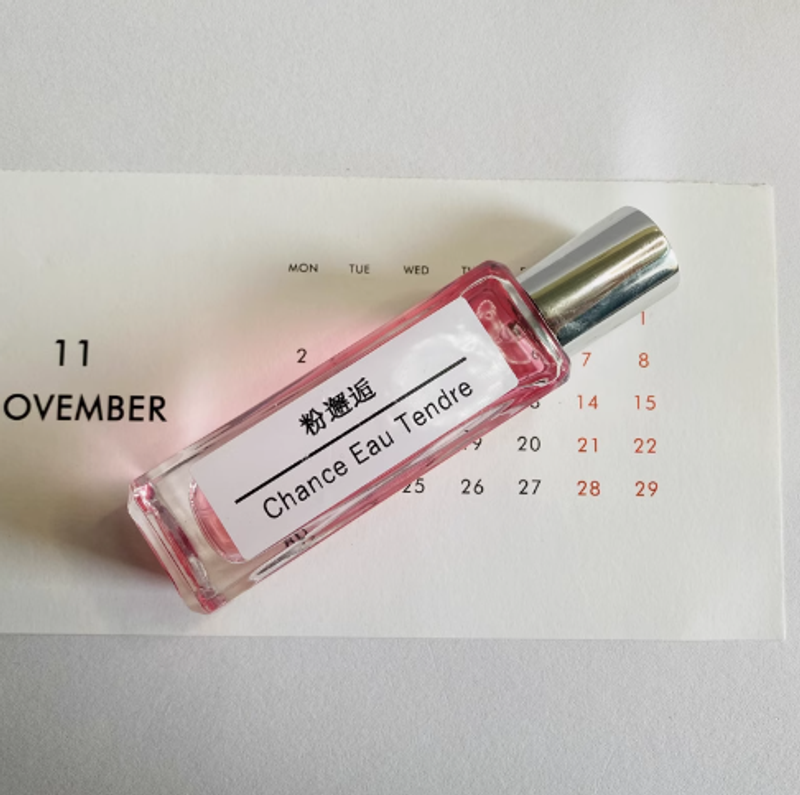 MON TUE WED
11
OVEMBER
粉邂逅
Chance Eau Tendre
1
2 7 8
14 15
19 20 21 22
25 26 27 28 29